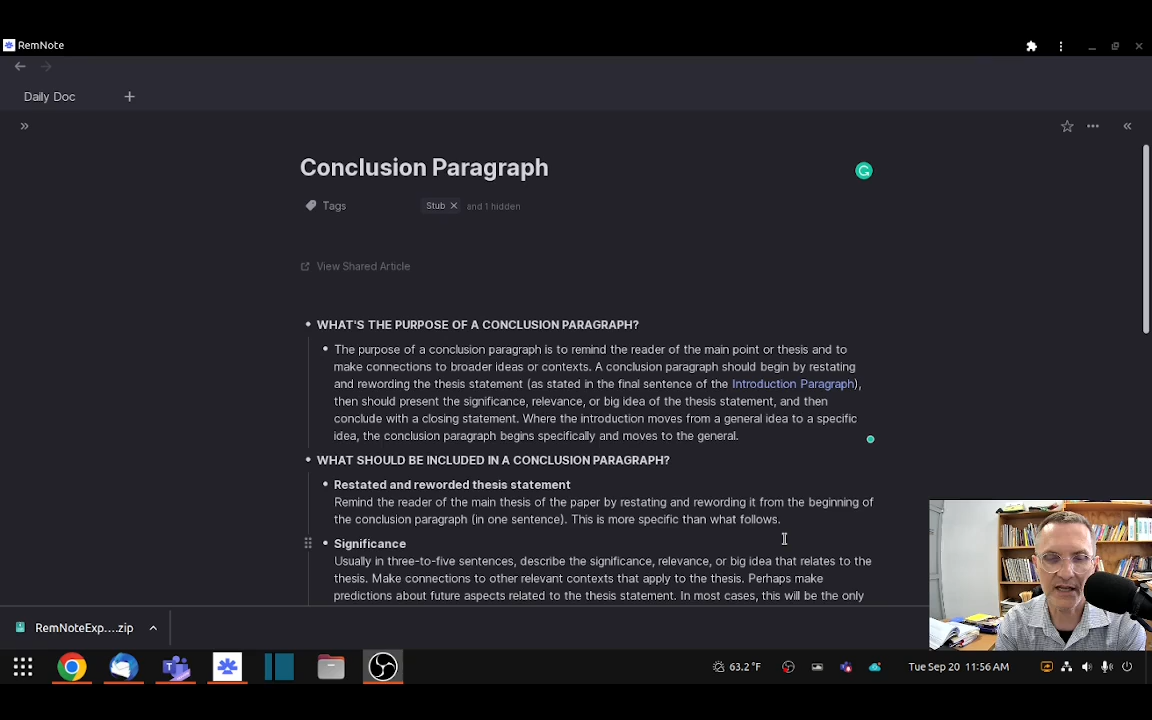 RemNote
Daily Doc
Conclusion Paragraph
Tags
Stub
and 1 hidden
View Shared Article
WHAT'S THE PURPOSE OF A CONCLUSION PARAGRAPH?
The purpose of a conclusion paragraph is to remind the reader of the main point or thesis and to
make connections to broader ideas or contexts. A conclusion paragraph should begin by restating
and rewording the thesis statement (as stated in the final sentence of the Introduction Paragraph),
then should present the significance, relevance, or big idea of the thesis statement, and then
conclude with a closing statement. Where the introduction moves from a general idea to a specific
idea, the conclusion paragraph begins specifically and moves to the general.
WHAT SHOULD BE INCLUDED IN A CONCLUSION PARAGRAPH?
Restated and reworded thesis statement
Remind the reader of the main thesis of the paper by restating and rewording it from the beginning of
the conclusion paragraph (in one sentence). This is more specific than what follows.
Significance
Usually in three-to-five sentences, describe the significance, relevance, or big idea that relates to the
thesis. Make connections to other relevant contexts that apply to the thesis. Perhaps make
predictions about future aspects related to the thesis statement. In most cases, this will be the only
RemNoteExp....zip
63.2 °F
Tue Sep 20 11:56 AM